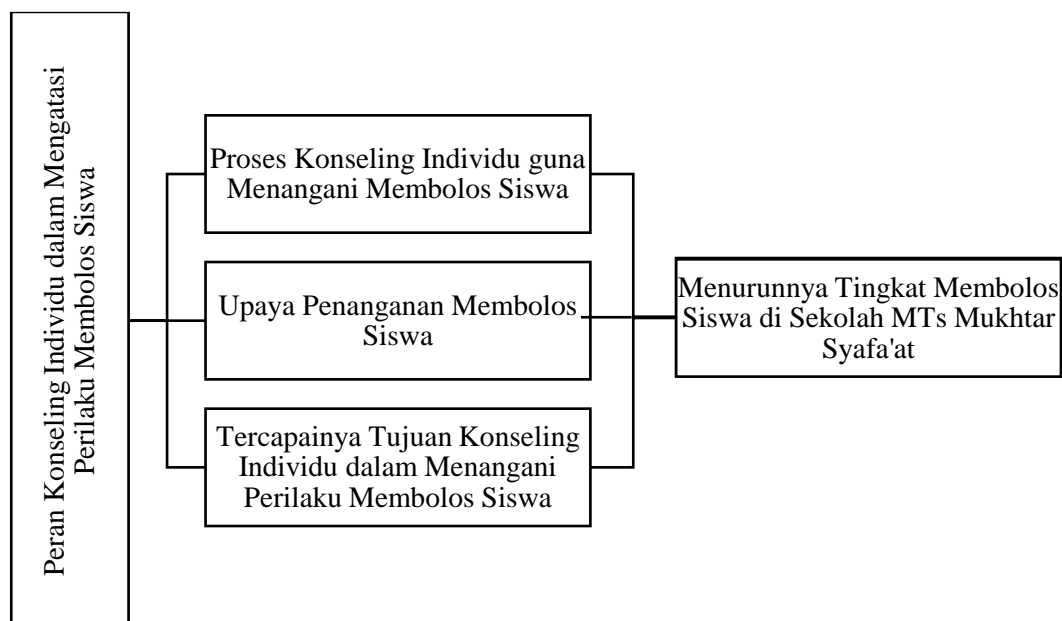 Peran Konseling Individu dalam Mengatasi
Perilaku Membolos Siswa
Proses Konseling Individu guna
Menangani Membolos Siswa
Upaya Penanganan Membolos
Siswa
Tercapainya Tujuan Konseling
Individu dalam Menangani
Perilaku Membolos Siswa
Menurunnya Tingkat Membolos
Siswa di Sekolah MTs Mukhtar
Syafa'at